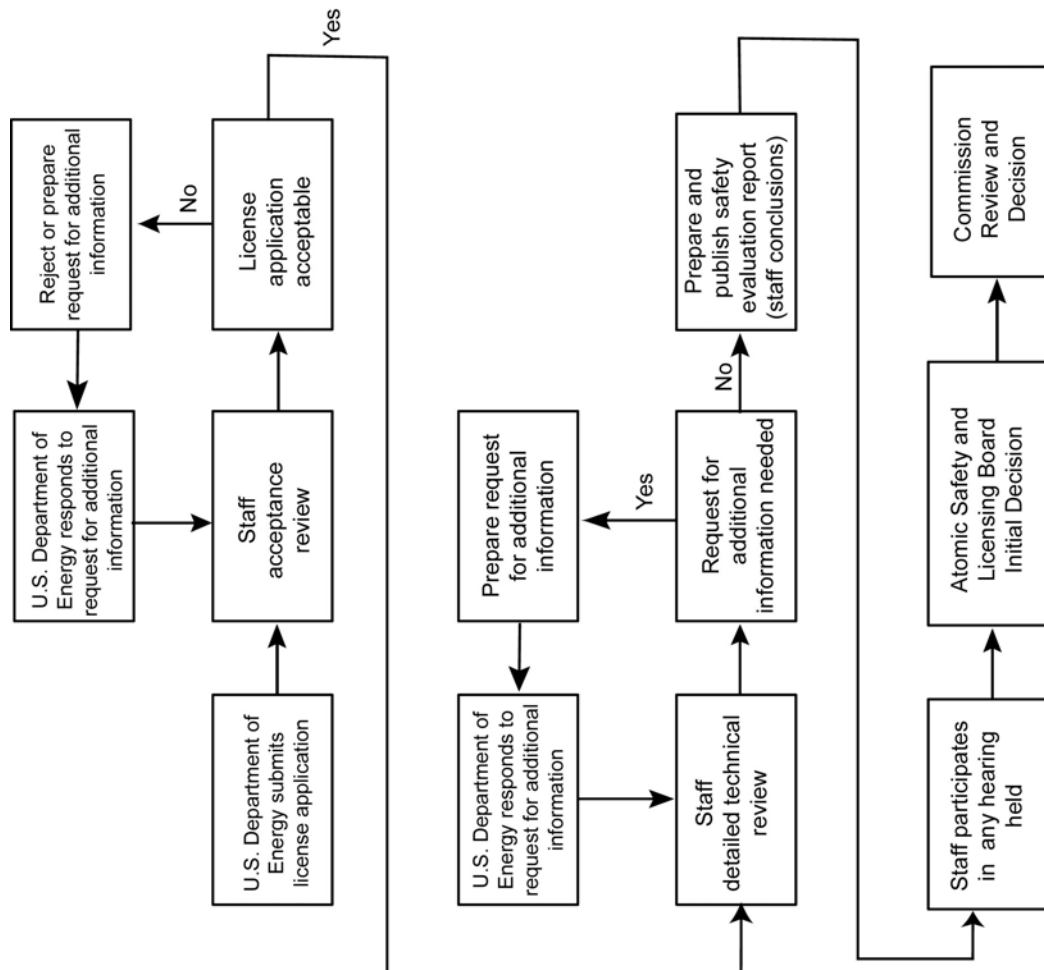 Reject or prepare
request for additional
information
U.S. Department of
Energy responds to
request for additional
information
No
Yes
U.S. Department of
Energy submits
license application
Staff
acceptance
review
License
application
acceptable
U.S. Department of
Energy responds to
request for additional
information
Prepare request
for additional
information
Yes
Staff
detailed technical
review
Request for
additional
information needed
No
Prepare and
publish safety
evaluation report
(staff conclusions)
Staff participates
in any hearing
held
Atomic Safety and
Licensing Board
Initial Decision
Commission
Review and
Decision